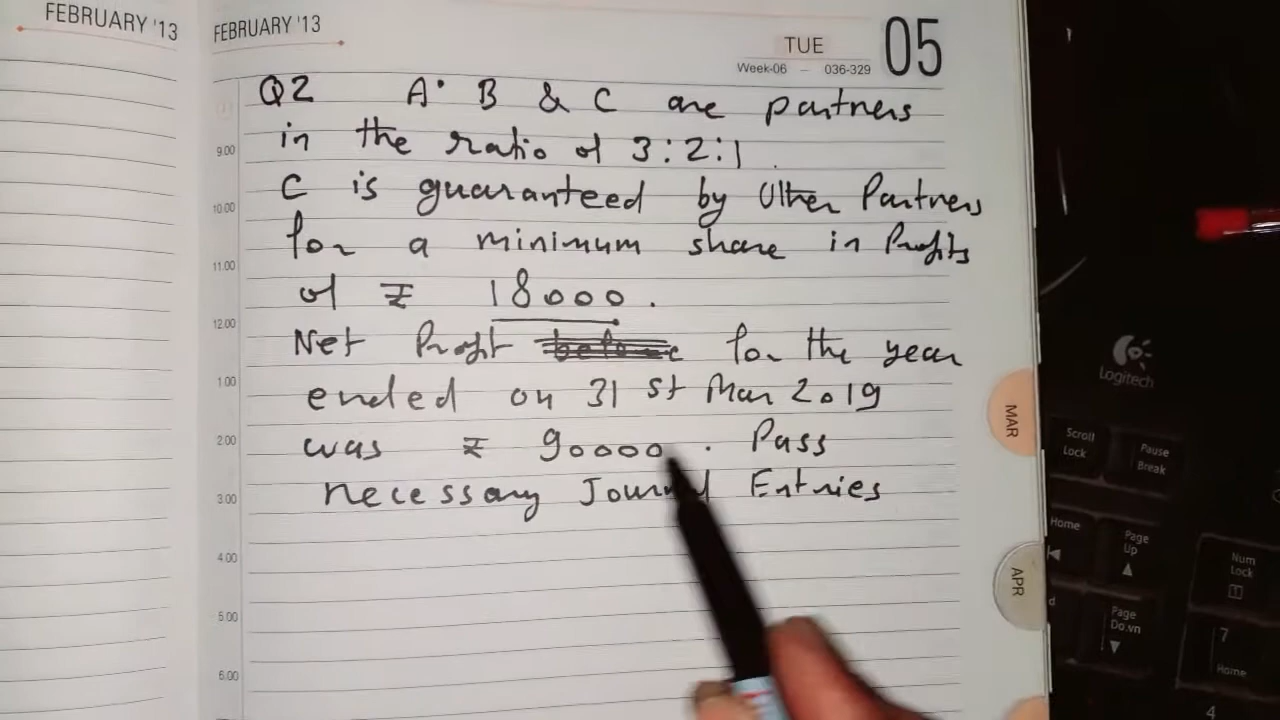 FEBRUARY '13
FEBRUARY '13
TUE
05
Week-06 – 036-329
Q2 A· B & C are partners
in the ratio of 3:2:1.
C is guaranteed by Other Partners
for a minimum share in Profits
of ₹ 18000.
Net Profit for the year
ended on 31st Mar 2019
was ₹ 90000. Pass
necessary Journal Entries
9.00
10.00
11.00
12.00
1.00
2.00
3.00
4.00
5.00
6.00
MAR
APR
Logitech
Scroll
Lock
Pause
Break
Home
Page
Up
Num
Lock
Page
Down
7
Home
4